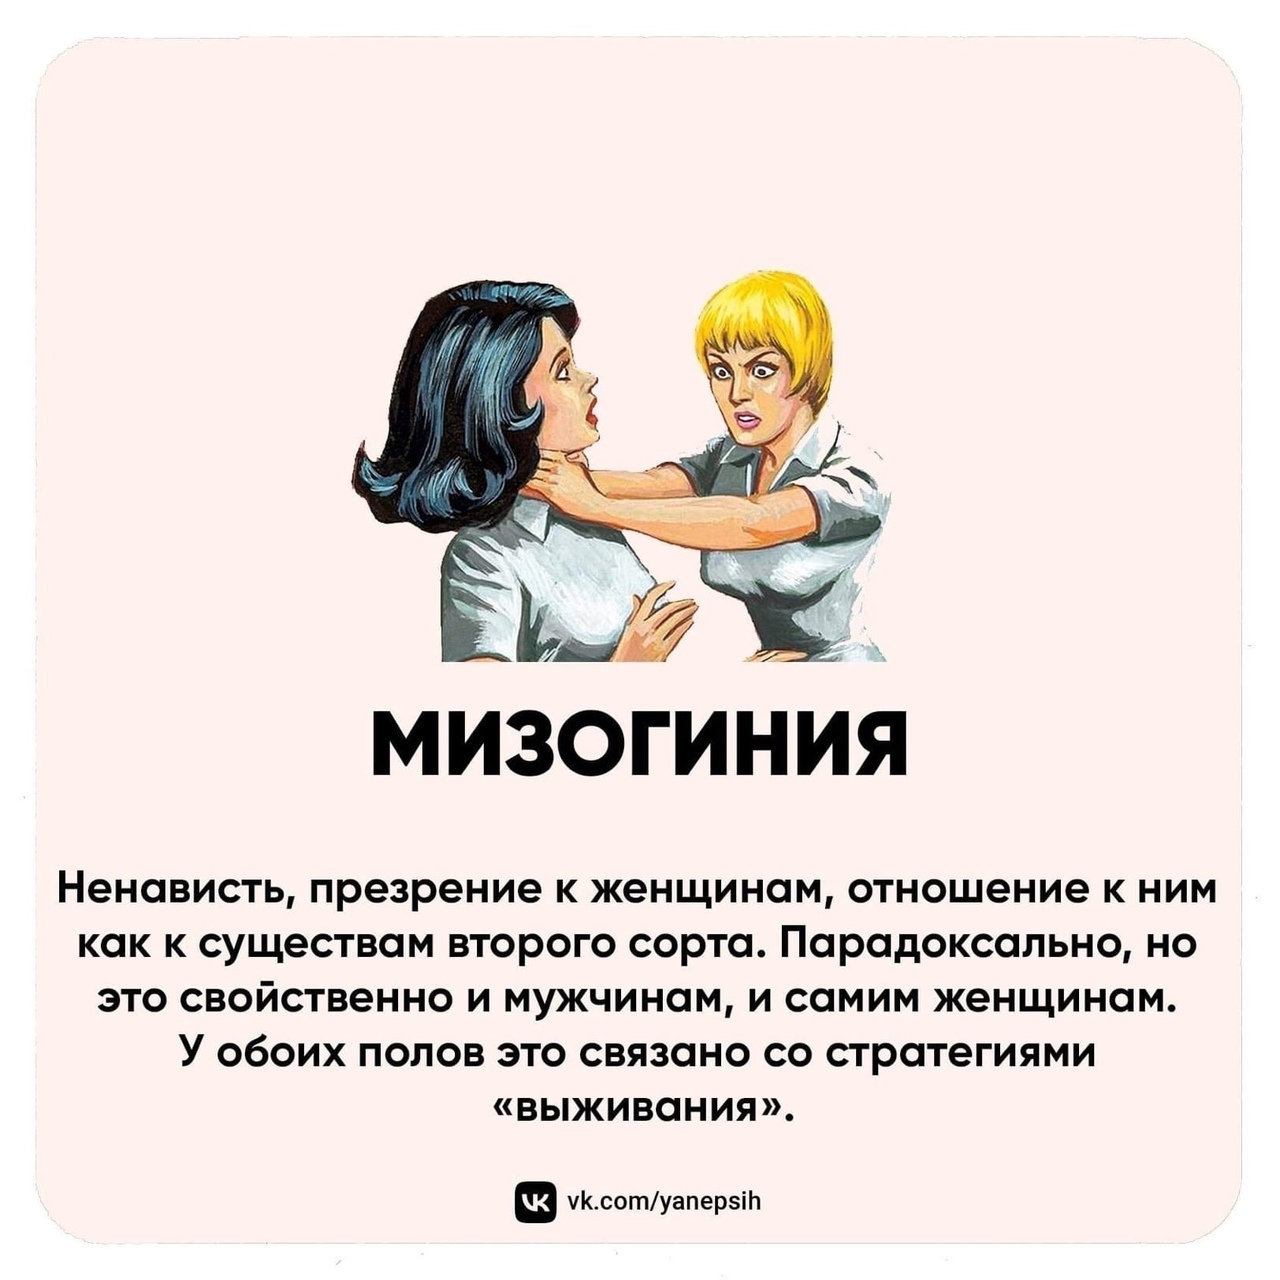 МИЗОГИНИЯ
Ненависть, презрение к женщинам, отношение к ним
как к существам второго сорта. Парадоксально, но
это свойственно и мужчинам, и самим женщинам.
У обоих полов это связано со стратегиями
«выживания».
vk.com/yanepsih